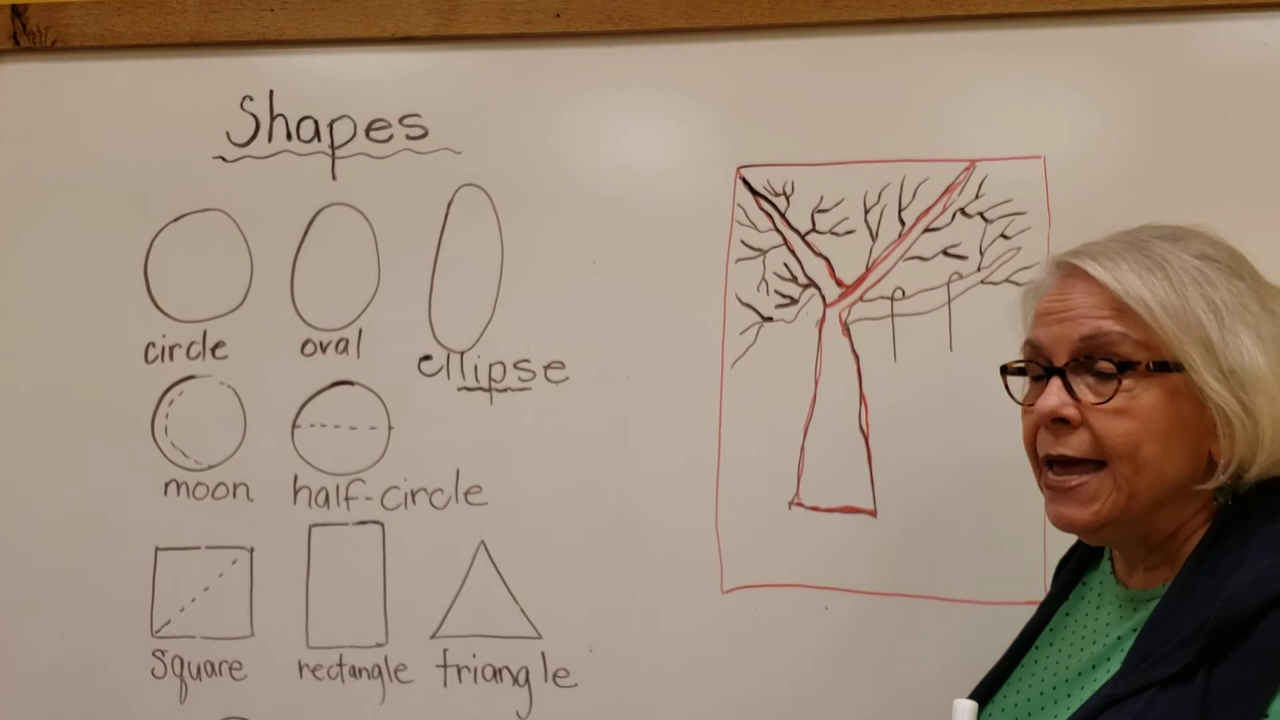 Shapes
circle oval ellipse
moon half-circle
square rectangle triangle